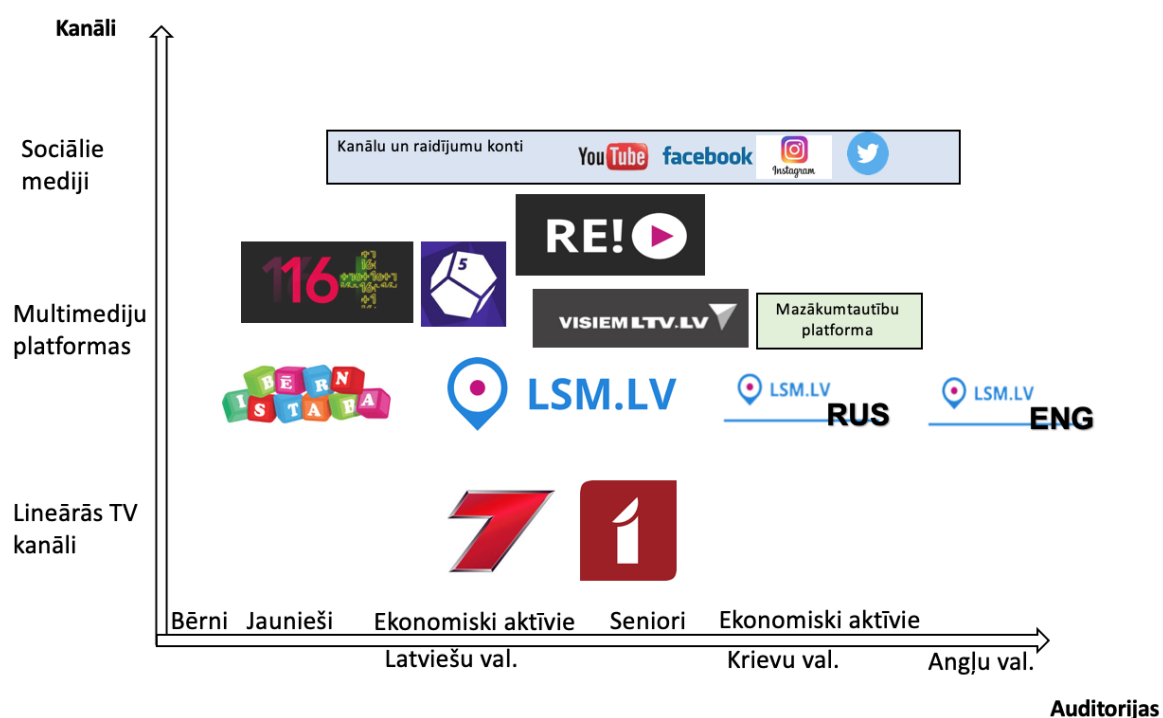 Kanāli
Sociālie
mediji
Kanālu un raidījumu konti
YouTube
facebook
Instagram
RE!
116+
5
Multimediju
platformas
VISIEMLTV.LV
Mazākumtautību
platforma
BĒRN
ISTABA
LSM.LV
LSM.LV
RUS
LSM.LV
ENG
Lineārās TV
kanāli
7
1
Bērni
Jaunieši
Ekonomiski aktīvie
Seniori
Ekonomiski aktīvie
Latviešu val.
Krievu val.
Angļu val.
Auditorijas